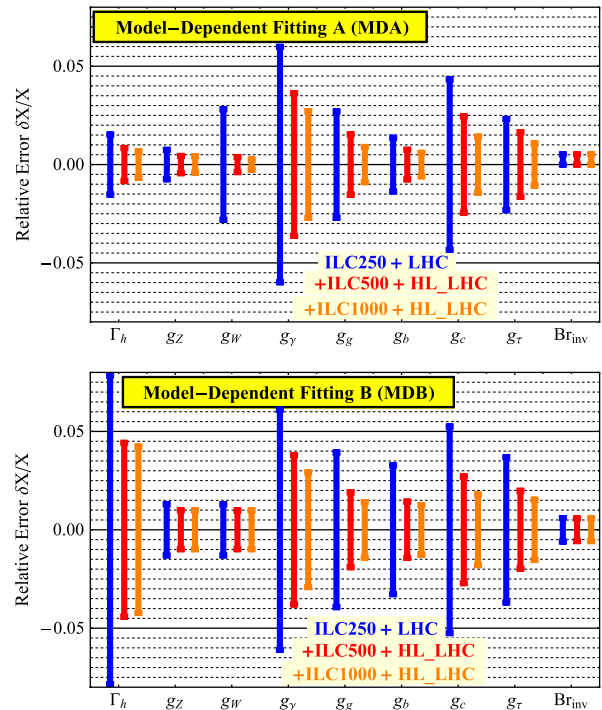 Model−Dependent Fitting A (MDA)
Relative Error δX/X
0.05
0.00
−0.05
ILC250 + LHC
+ILC500 + HL_LHC
+ILC1000 + HL_LHC
Γh gZ gW gγ gg gb gc gτ Brinv
Model−Dependent Fitting B (MDB)
Relative Error δX/X
0.05
0.00
−0.05
ILC250 + LHC
+ILC500 + HL_LHC
+ILC1000 + HL_LHC
Γh gZ gW gγ gg gb gc gτ Brinv